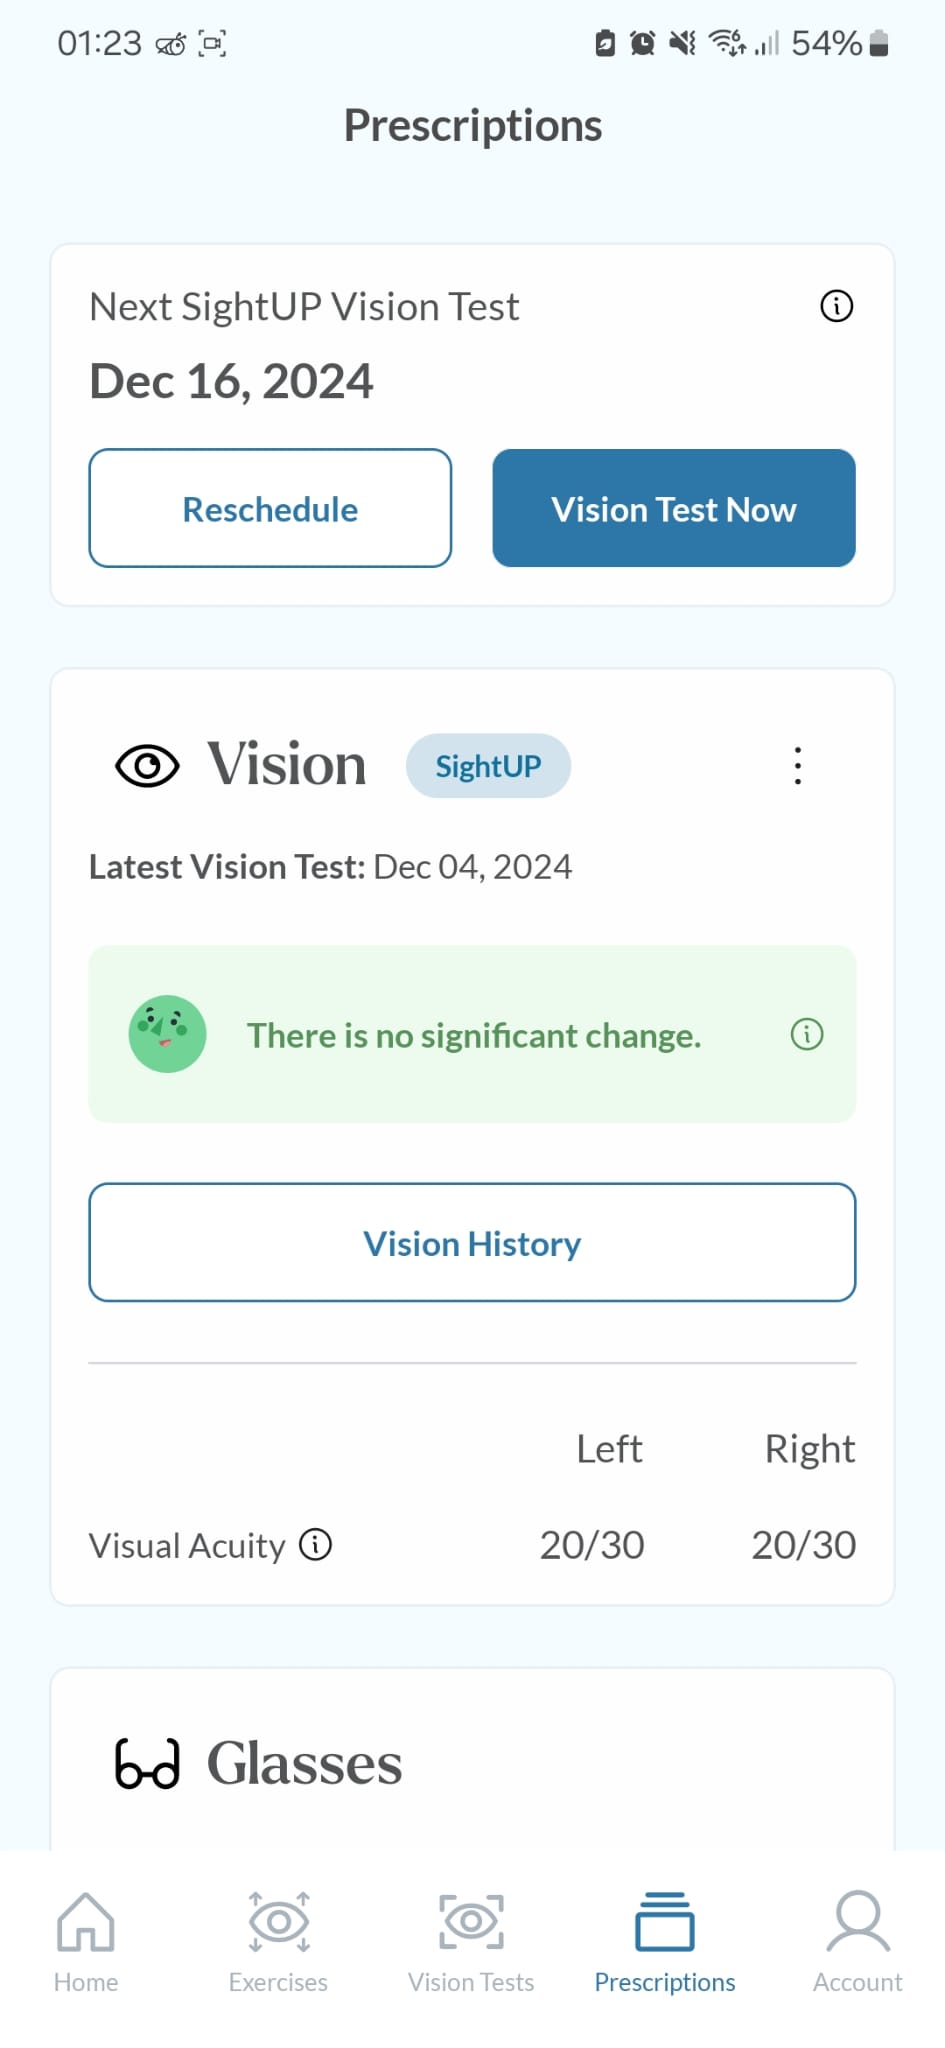 01:23
54%
Prescriptions
Next SightUP Vision Test
Dec 16, 2024
Reschedule
Vision Test Now
Vision
SightUP
Latest Vision Test: Dec 04, 2024
There is no significant change.
Vision History
Left Right
Visual Acuity 20/30 20/30
Glasses
Home
Exercises
Vision Tests
Prescriptions
Account